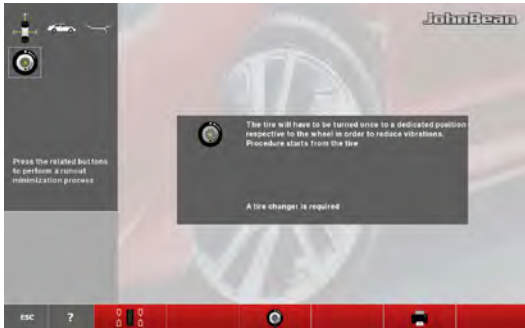 JohnBean
The tire will have to be turned once to a dedicated position
respective to the wheel in order to reduce vibrations.
Procedure starts from the tire
Press the related buttons
to perform a runout
minimization process
A tire changer is required
ESC
?